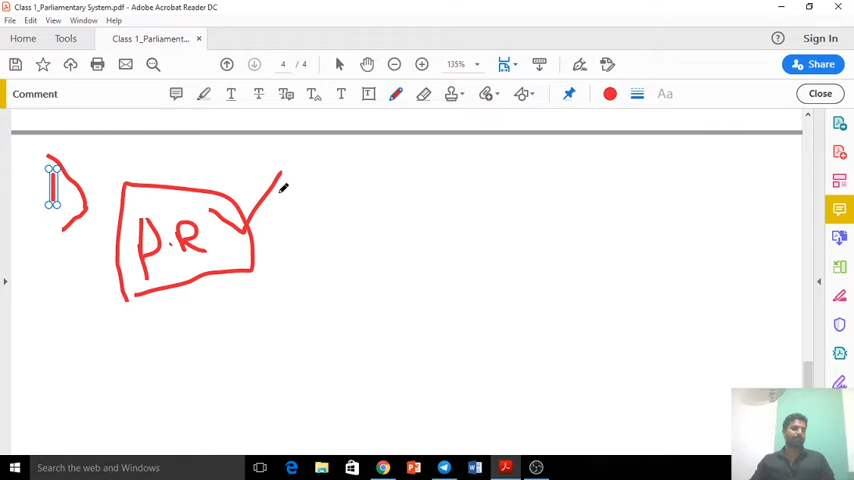 Class 1_Parliamentary System.pdf - Adobe Acrobat Reader DC
File Edit View Window Help
Home Tools Class 1_Parliament... × Sign In
4 / 4 135% Share
Comment Close
1)
P.R
Search the web and Windows